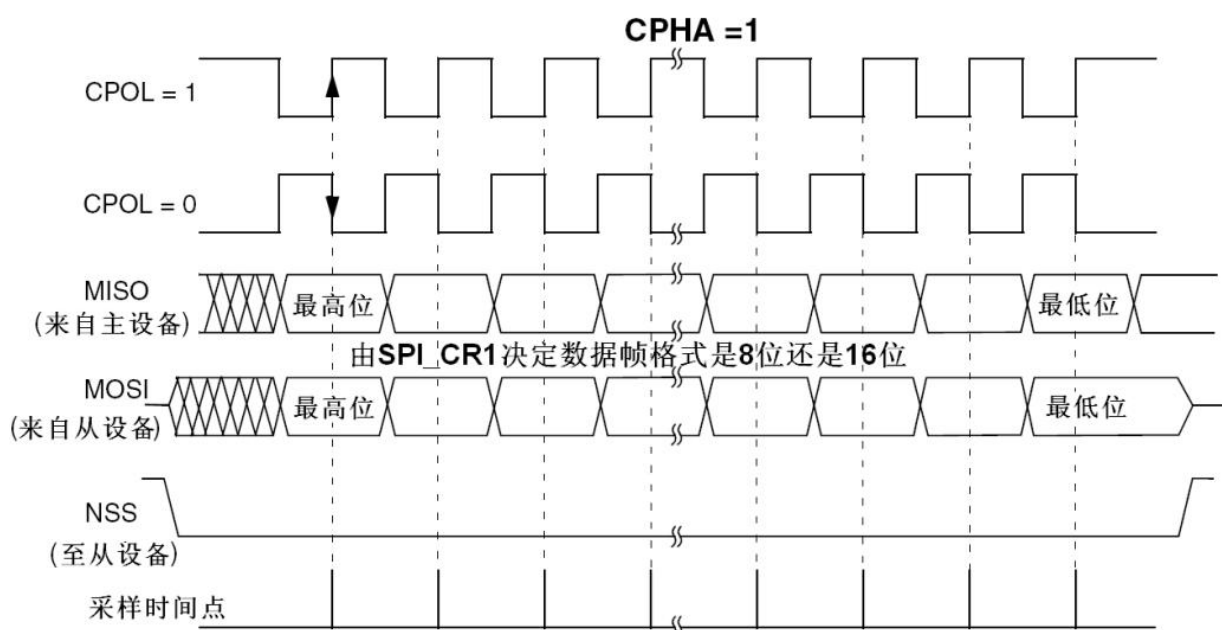 CPHA =1
CPOL = 1
CPOL = 0
MISO
(来自主设备)
最高位
最低位
由SPI_CR1决定数据帧格式是8位还是16位
MOSI
(来自从设备)
最高位
最低位
NSS
(至从设备)
采样时间点